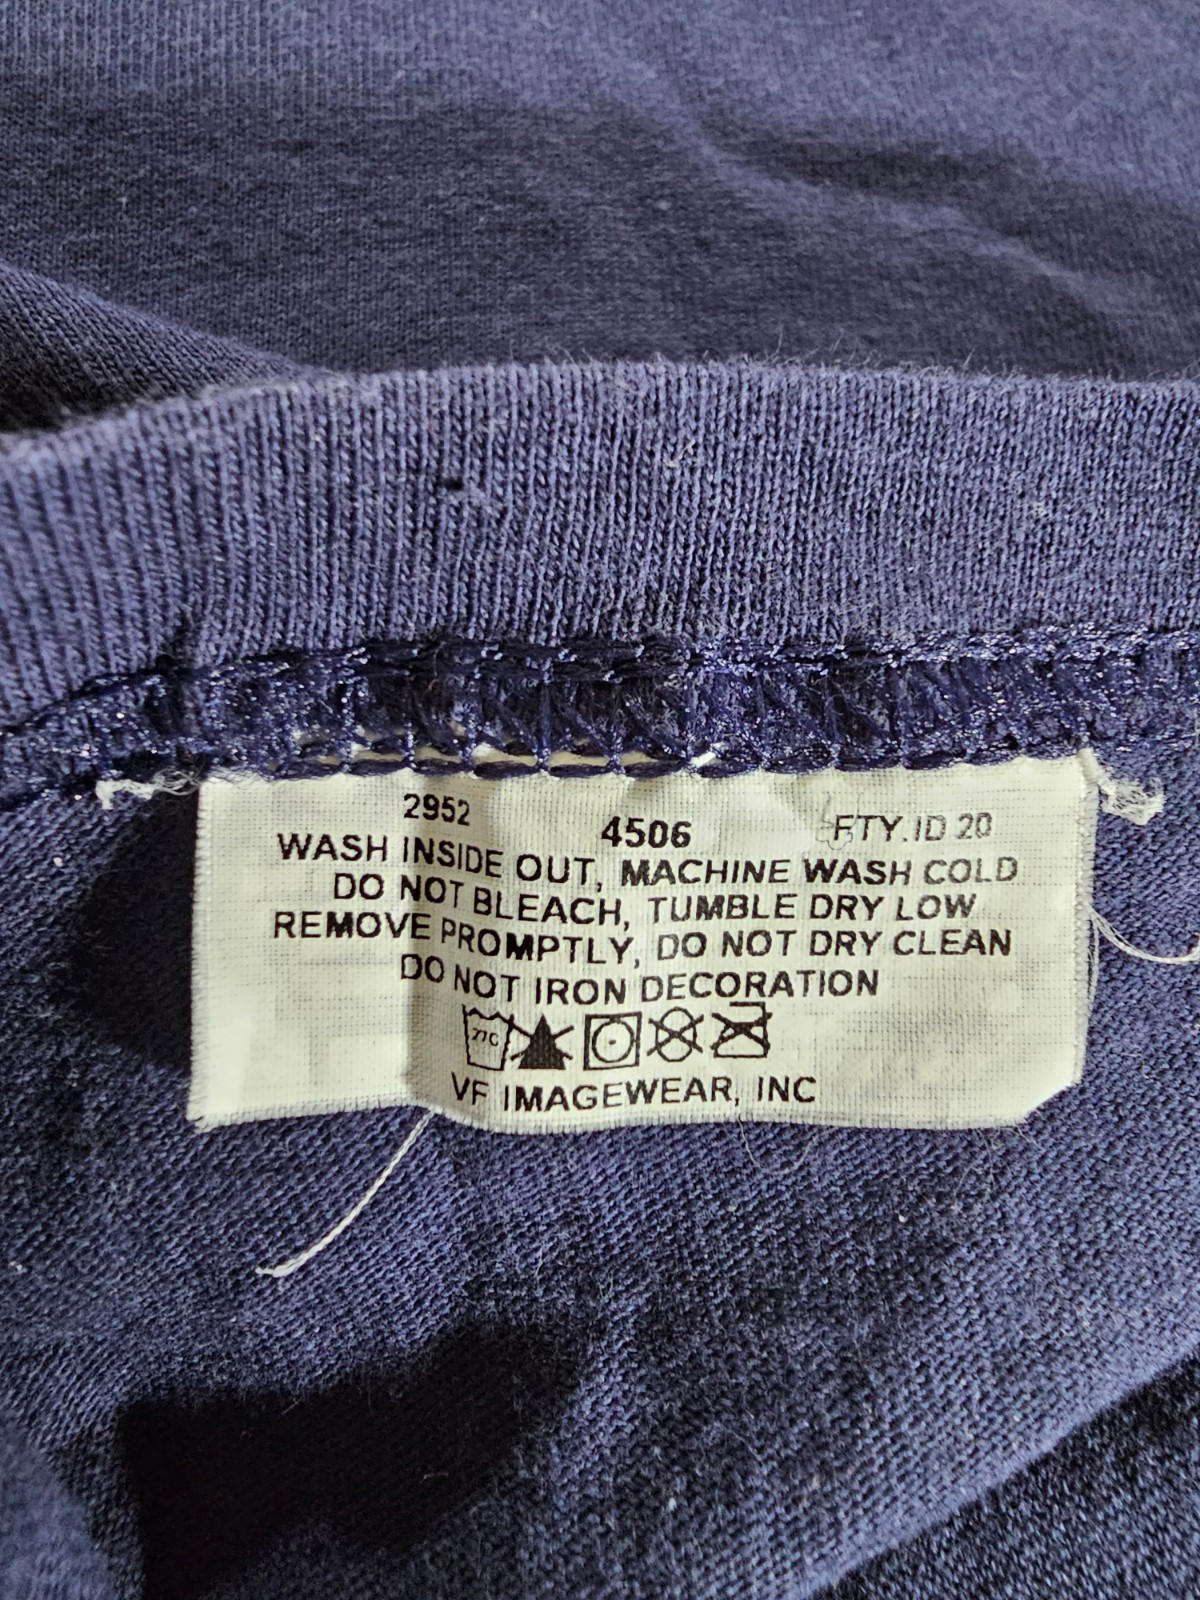 2952 4506 FTY.ID 20
WASH INSIDE OUT, MACHINE WASH COLD
DO NOT BLEACH, TUMBLE DRY LOW
REMOVE PROMPTLY, DO NOT DRY CLEAN
DO NOT IRON DECORATION
77C
VF IMAGEWEAR, INC